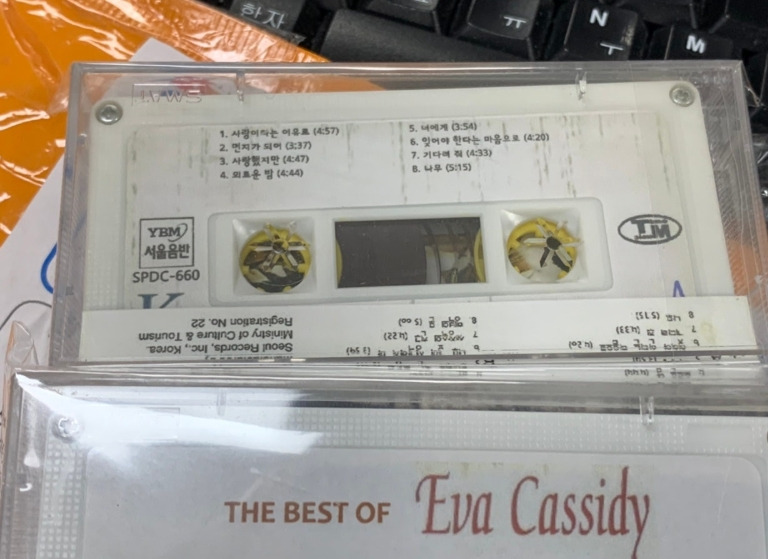 한자
ㅠ
N
ㅜ
M
1. 사랑이라는 이유로 (4:57)
2. 먼지가 되어 (3:37)
3. 사랑했지만 (4:47)
4. 외로운 밤 (4:44)
5. 너에게 (3:54)
6. 잊어야 한다는 마음으로 (4:20)
7. 기다려 줘 (4:33)
8. 나무 (5:15)
YBM
서울음반
SPDC-660
TM
K
A
Seoul Records, Inc., Korea.
Ministry of Culture & Tourism
Registration No. 22
THE BEST OF Eva Cassidy